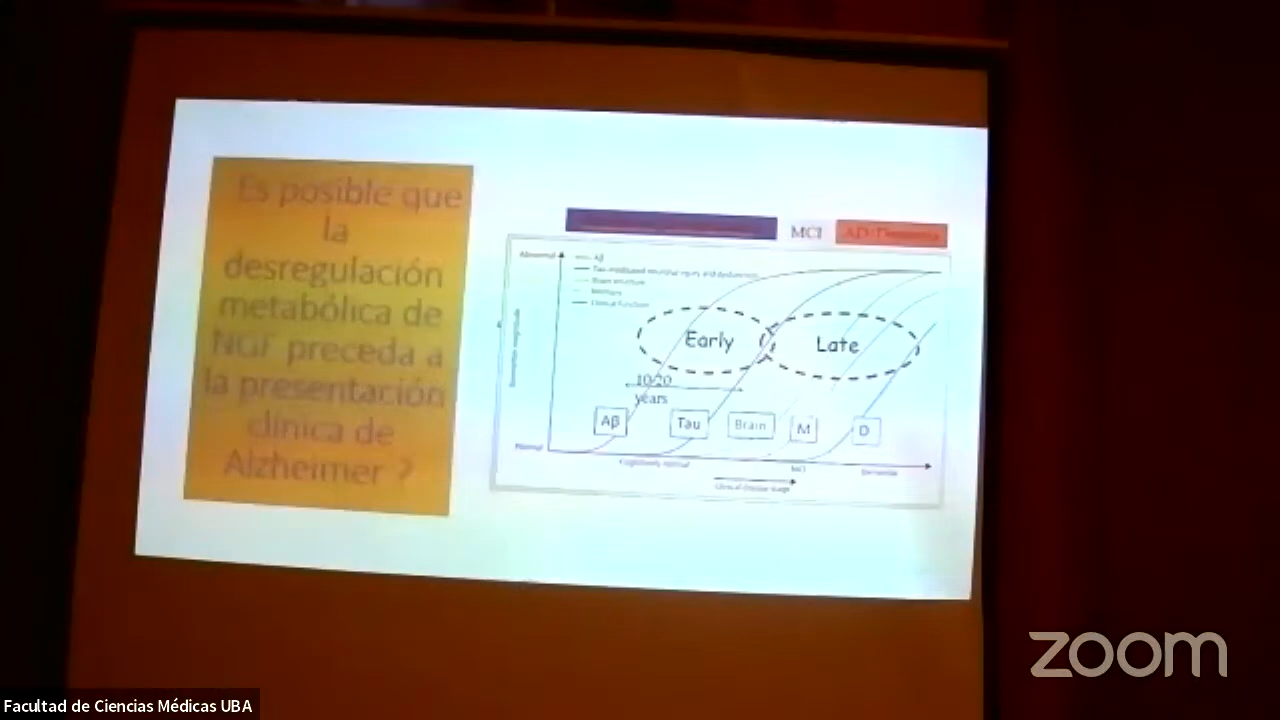 Es posible que
la
desregulación
metabólica de
NGF preceda a
la presentación
clínica de
Alzheimer ?
MCI
AD-Dementia
Abnormal
Aβ
Tau-mediated neuronal injury and dysfunction
Brain structure
Memory
Clinical function
Early
Late
10/20
years
Aβ
Tau
Brain
M
D
Normal
Cognitively normal
MCI
Dementia
Clinical disease stage
zoom
Facultad de Ciencias Médicas UBA